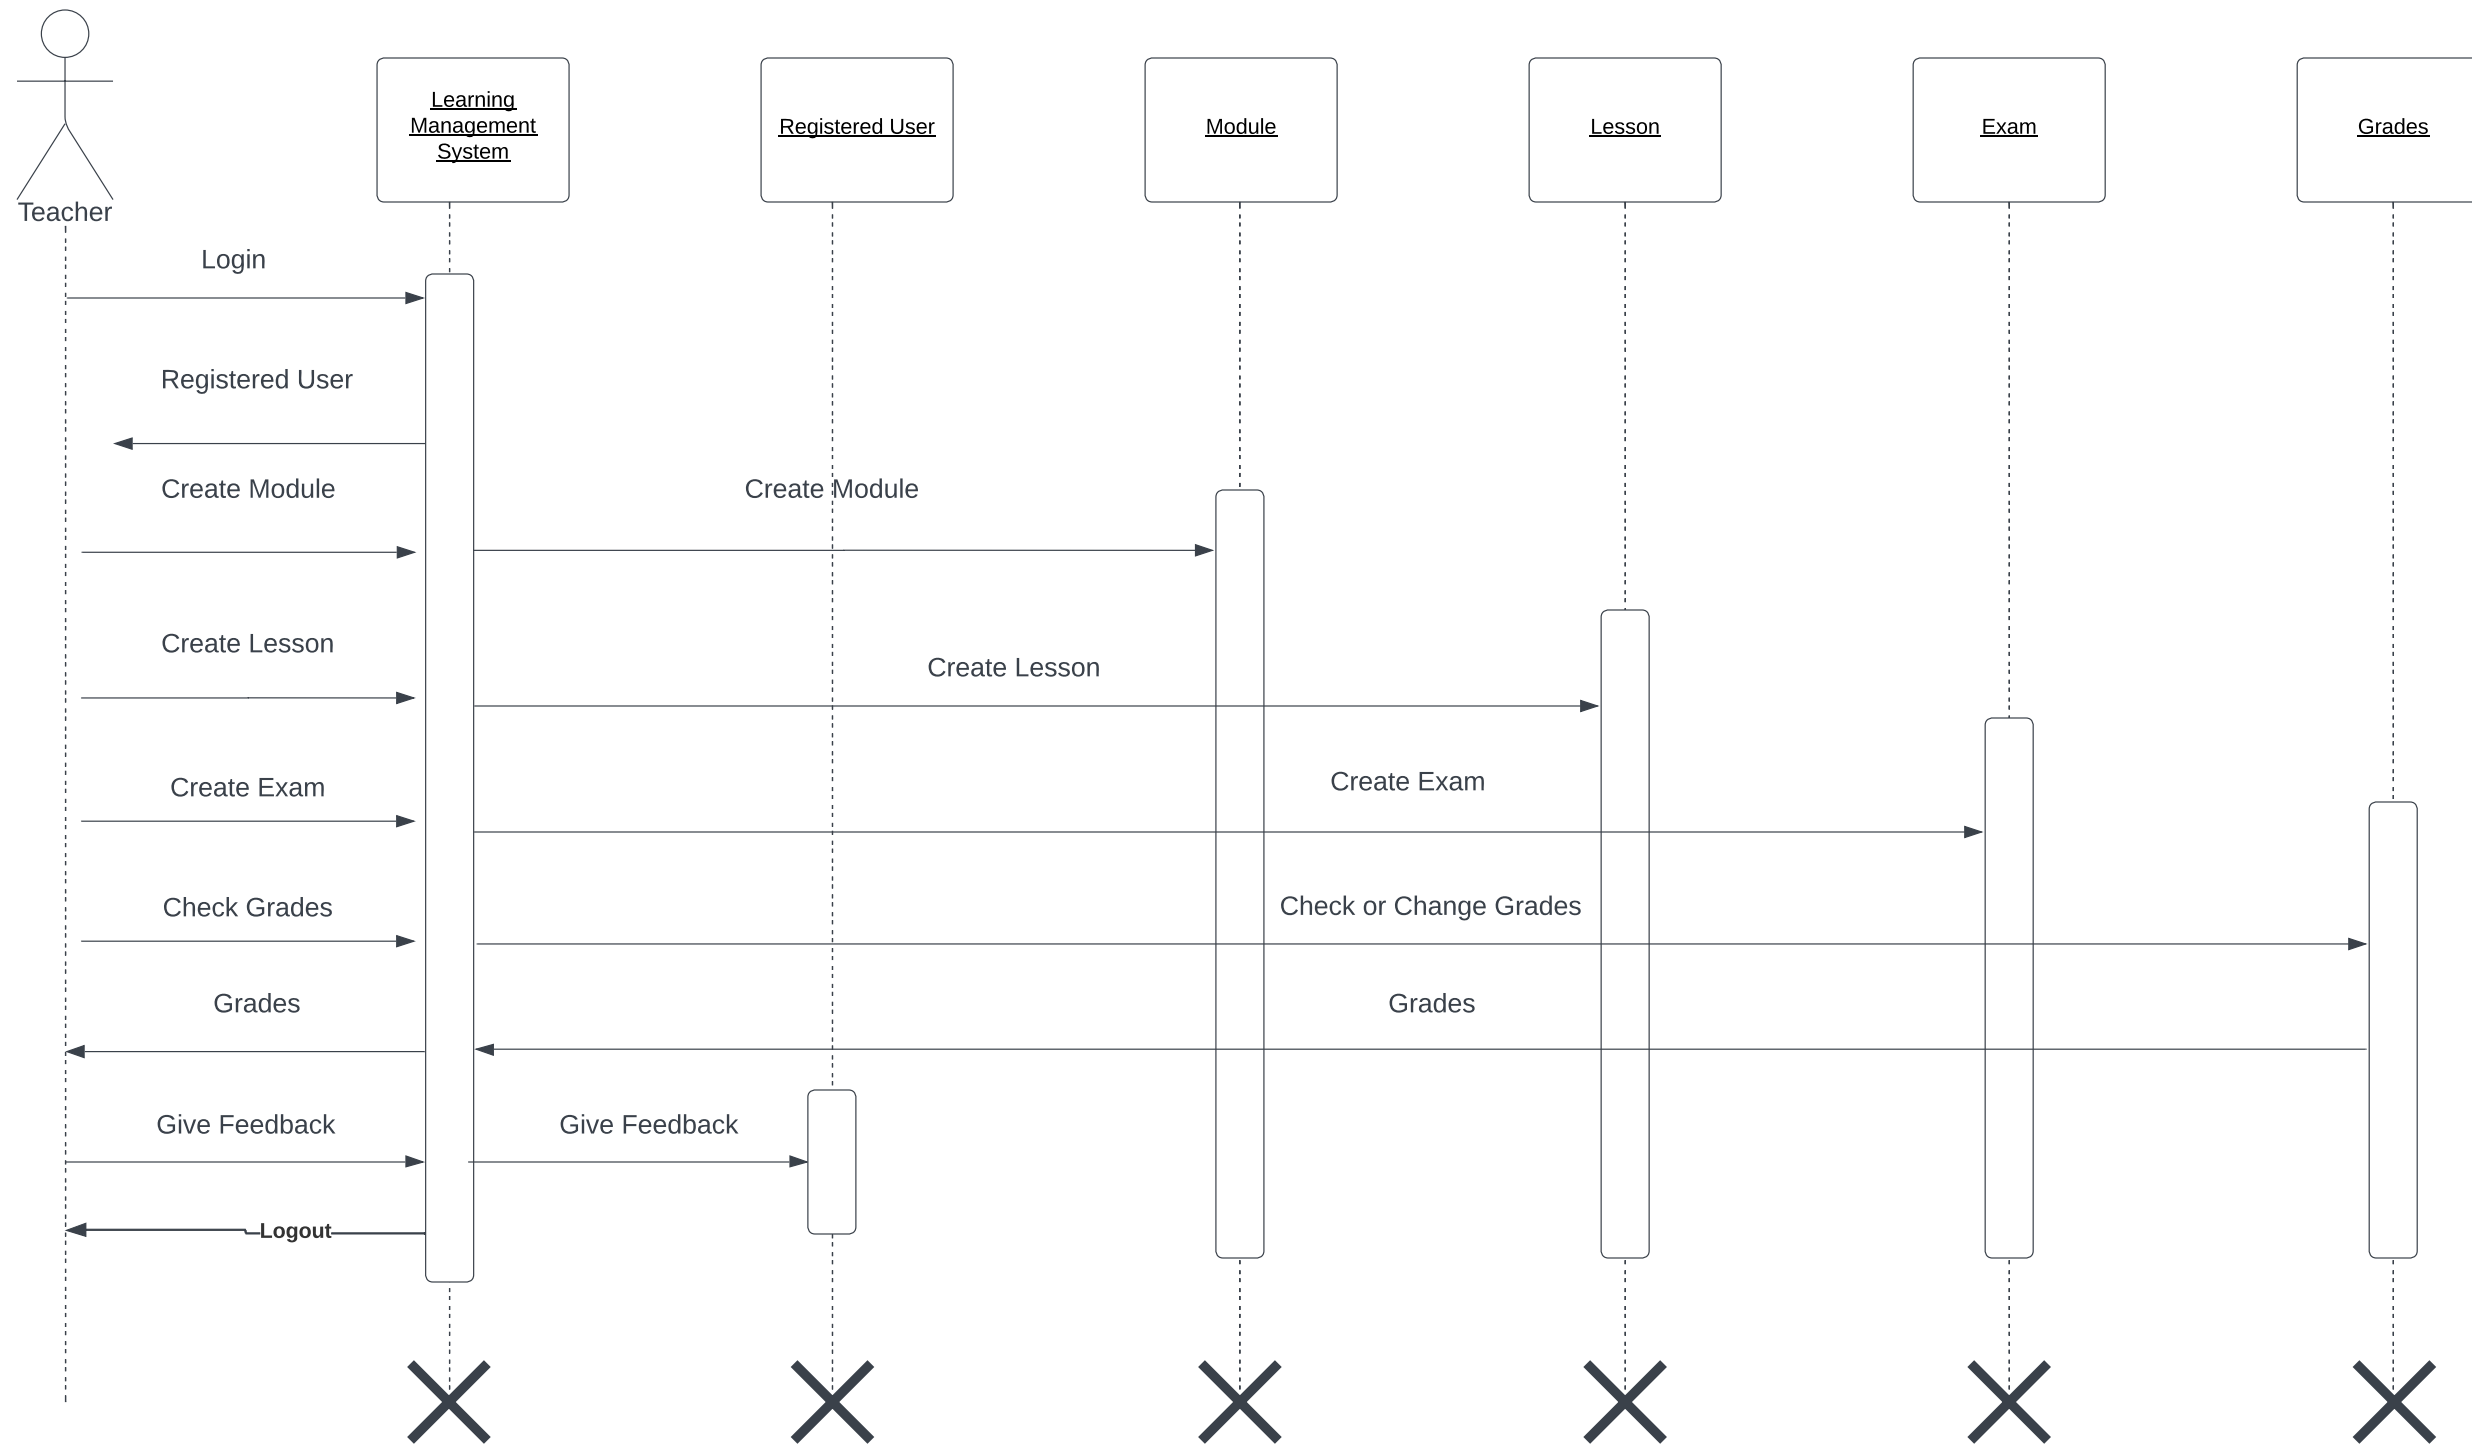 Teacher
Learning
Management
System
Registered User
Module
Lesson
Exam
Grades
Login
Registered User
Create Module
Create Module
Create Lesson
Create Lesson
Create Exam
Create Exam
Check Grades
Check or Change Grades
Grades
Grades
Give Feedback
Give Feedback
Logout